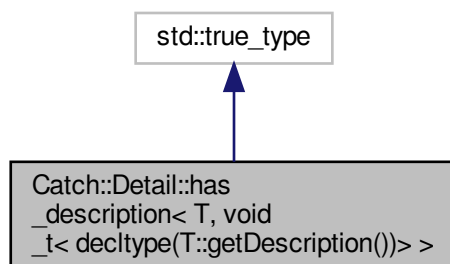 std::true_type
Catch::Detail::has
_description< T, void
_t< decltype(T::getDescription())> >